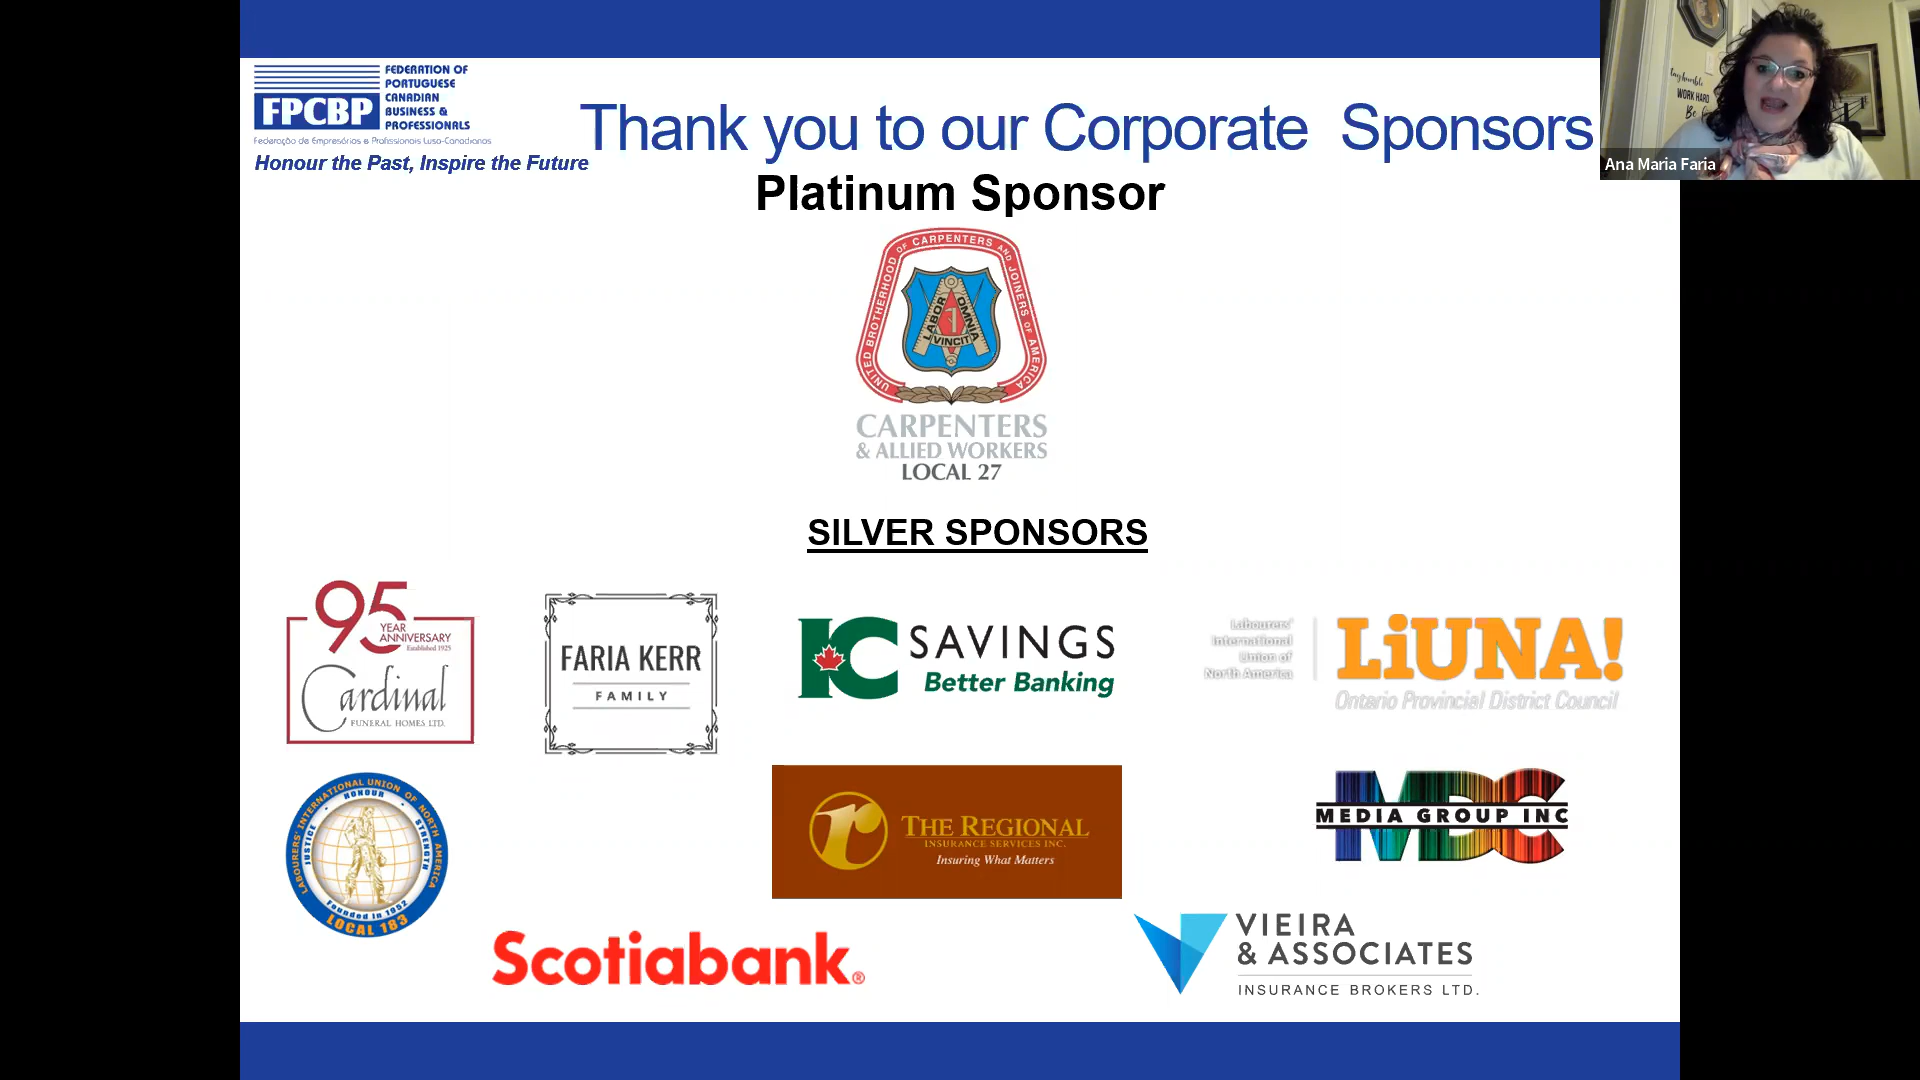 FPCBP
FEDERATION OF
PORTUGUESE
CANADIAN
BUSINESS &
PROFESSIONALS
Federação de Empresários e Profissionais Luso-Canadianos
Honour the Past, Inspire the Future
Thank you to our Corporate Sponsors
WORK HARD
Ana Maria Faria
Platinum Sponsor
UNITED BROTHERHOOD OF CARPENTERS AND JOINERS OF AMERICA
LABOR OMNIA
VINCIT
CARPENTERS
& ALLIED WORKERS
LOCAL 27
SILVER SPONSORS
95
YEAR
ANNIVERSARY
Established 1925
Cardinal
FUNERAL HOMES LTD.
FARIA KERR
FAMILY
IC SAVINGS
Better Banking
Labourers'
International
Union of
North America
LiUNA!
Ontario Provincial District Council
LABOURERS' INTERNATIONAL UNION OF NORTH AMERICA
JUSTICE · HONOUR · STRENGTH
Founded in 1952
LOCAL 183
r
THE REGIONAL
INSURANCE SERVICES INC.
Insuring What Matters
MDC
MEDIA GROUP INC
Scotiabank®
VIEIRA
& ASSOCIATES
INSURANCE BROKERS LTD.